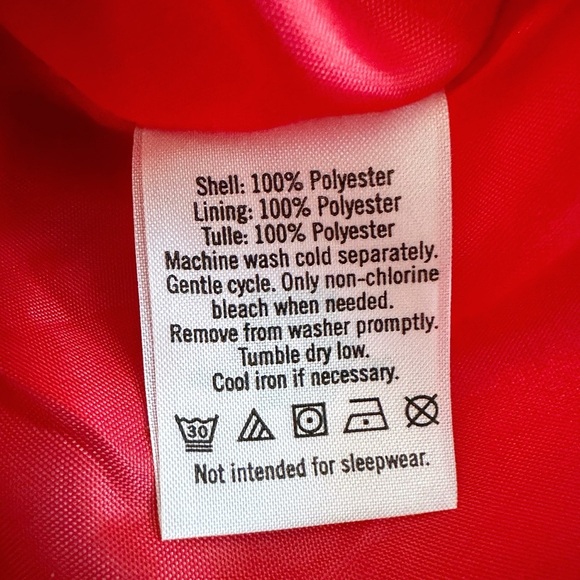 Shell: 100% Polyester
Lining: 100% Polyester
Tulle: 100% Polyester
Machine wash cold separately.
Gentle cycle. Only non-chlorine
bleach when needed.
Remove from washer promptly.
Tumble dry low.
Cool iron if necessary.
30
Not intended for sleepwear.